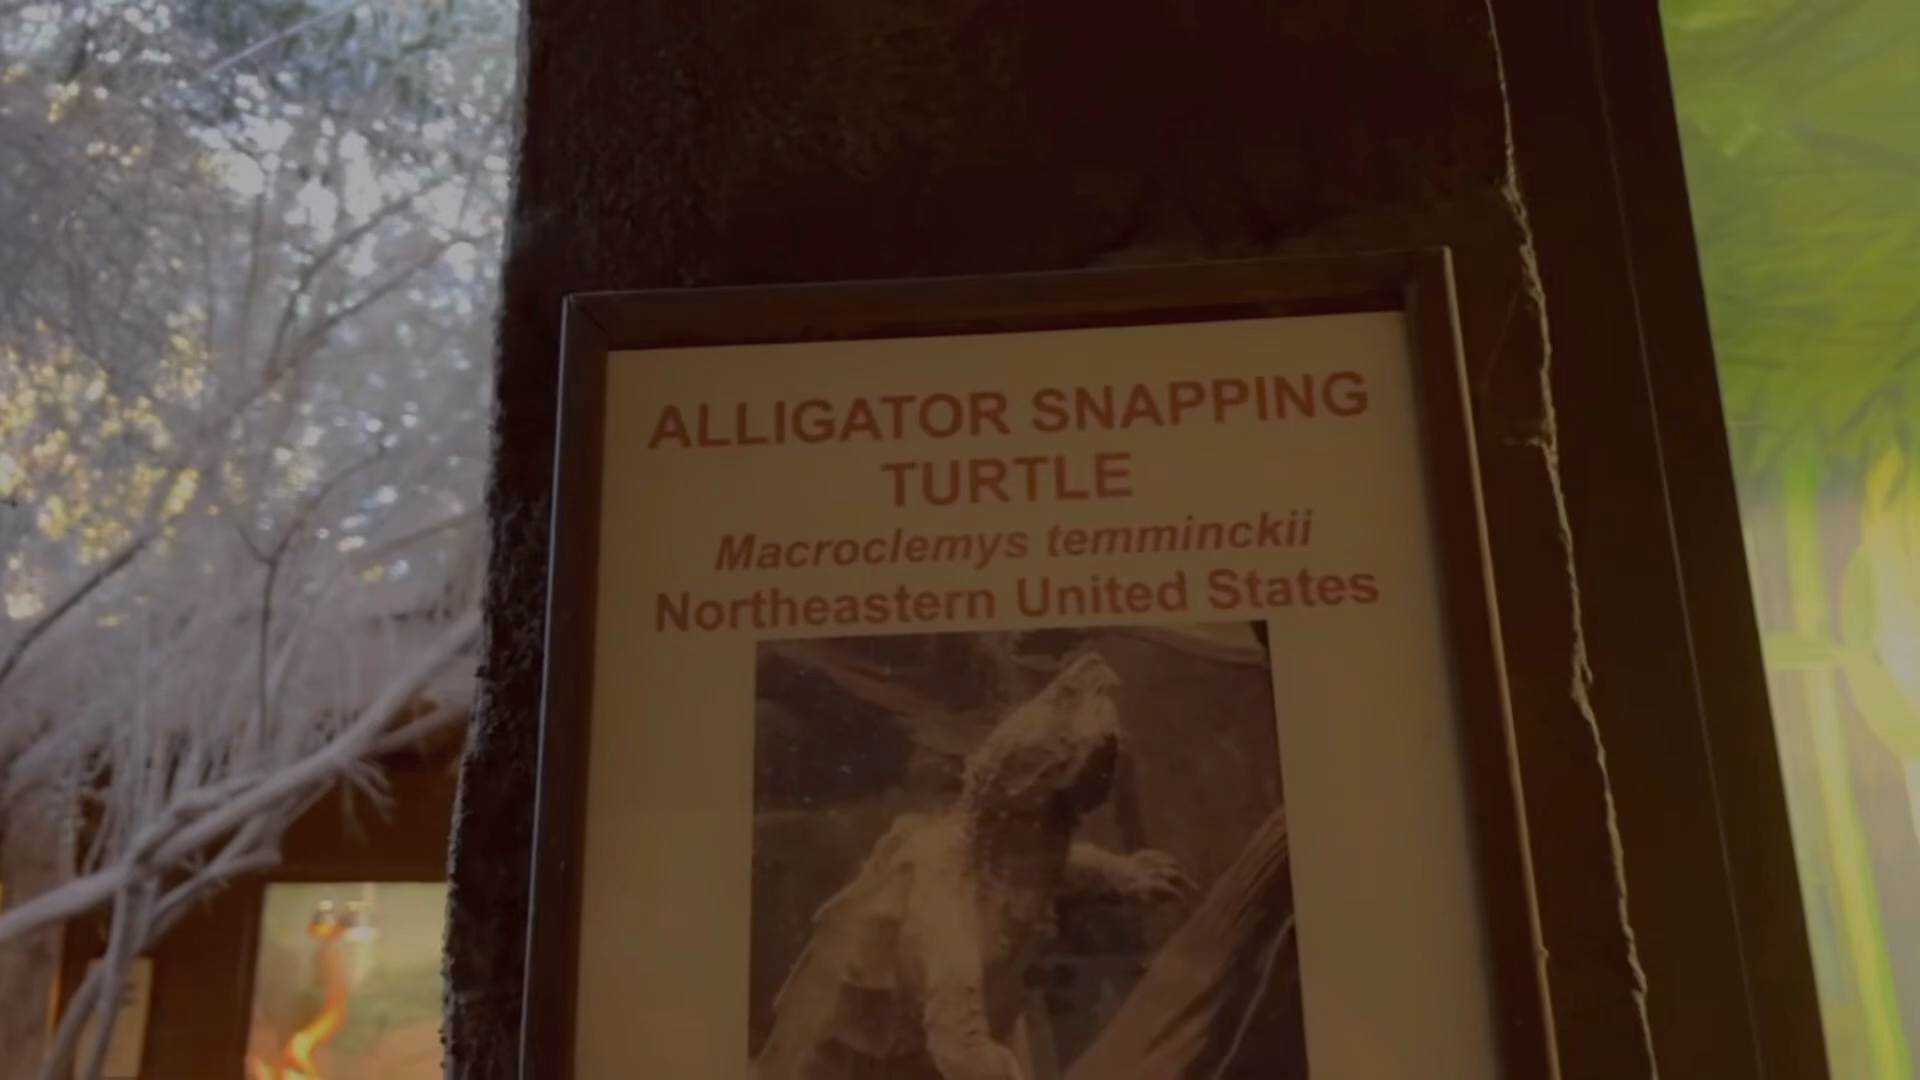 ALLIGATOR SNAPPING
TURTLE
Macroclemys temminckii
Northeastern United States